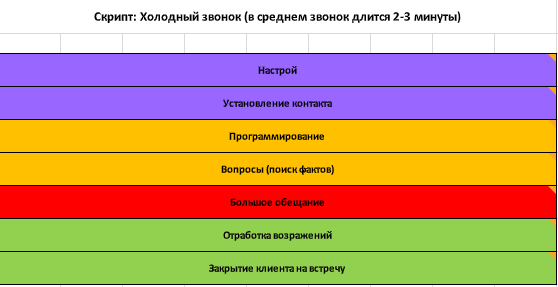 Скрипт: Холодный звонок (в среднем звонок длится 2-3 минуты)
Настрой
Установление контакта
Программирование
Вопросы (поиск фактов)
Большое обещание
Отработка возражений
Закрытие клиента на встречу